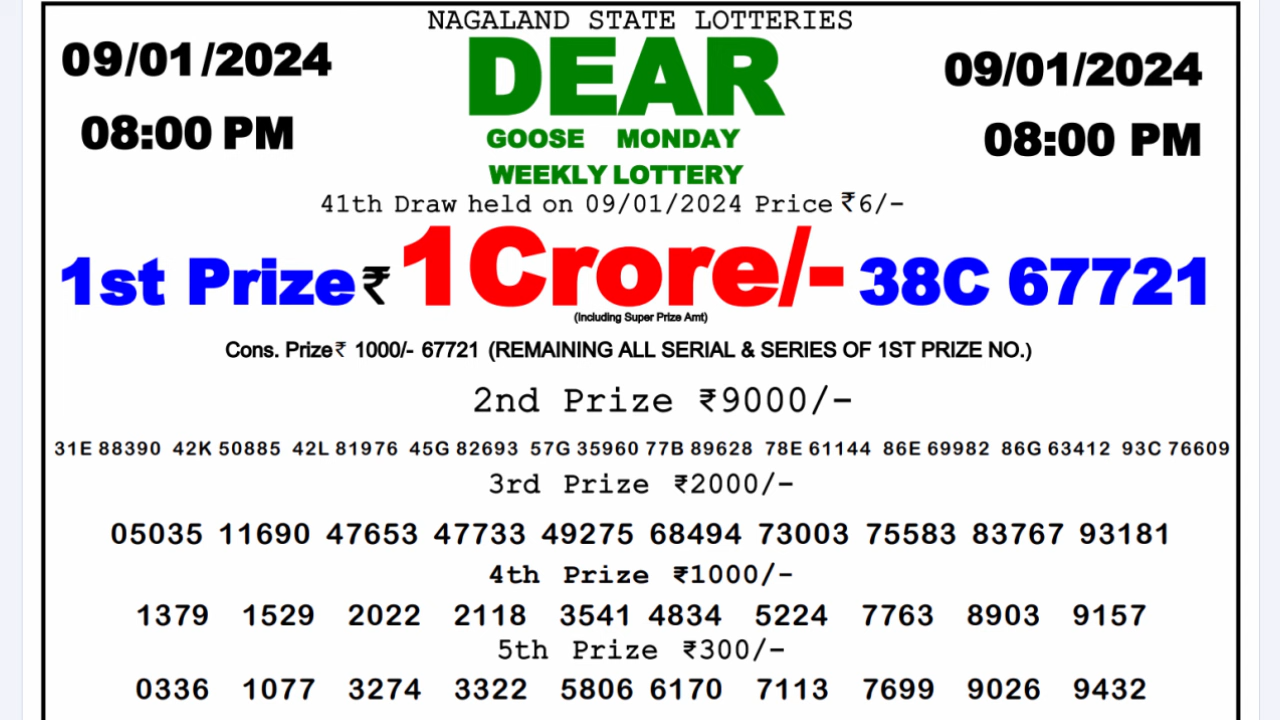 NAGALAND STATE LOTTERIES
09/01/2024 DEAR 09/01/2024
08:00 PM GOOSE MONDAY 08:00 PM
WEEKLY LOTTERY
41th Draw held on 09/01/2024 Price ₹6/-
1st Prize ₹ 1Crore/- 38C 67721
(Including Super Prize Amt)
Cons. Prize₹ 1000/- 67721 (REMAINING ALL SERIAL & SERIES OF 1ST PRIZE NO.)
2nd Prize ₹9000/-
31E 88390 42K 50885 42L 81976 45G 82693 57G 35960 77B 89628 78E 61144 86E 69982 86G 63412 93C 76609
3rd Prize ₹2000/-
05035 11690 47653 47733 49275 68494 73003 75583 83767 93181
4th Prize ₹1000/-
1379 1529 2022 2118 3541 4834 5224 7763 8903 9157
5th Prize ₹300/-
0336 1077 3274 3322 5806 6170 7113 7699 9026 9432